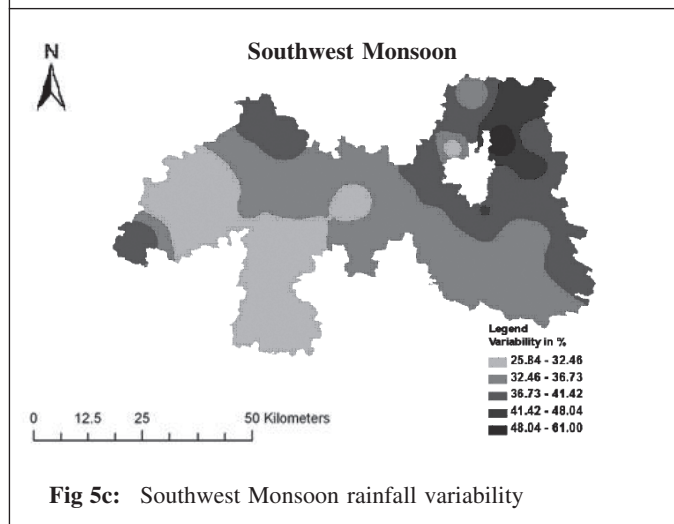 N
Southwest Monsoon
Legend
Variability in %
25.84 - 32.46
32.46 - 36.73
36.73 - 41.42
41.42 - 48.04
48.04 - 61.00
0 12.5 25 50 Kilometers
Fig 5c: Southwest Monsoon rainfall variability